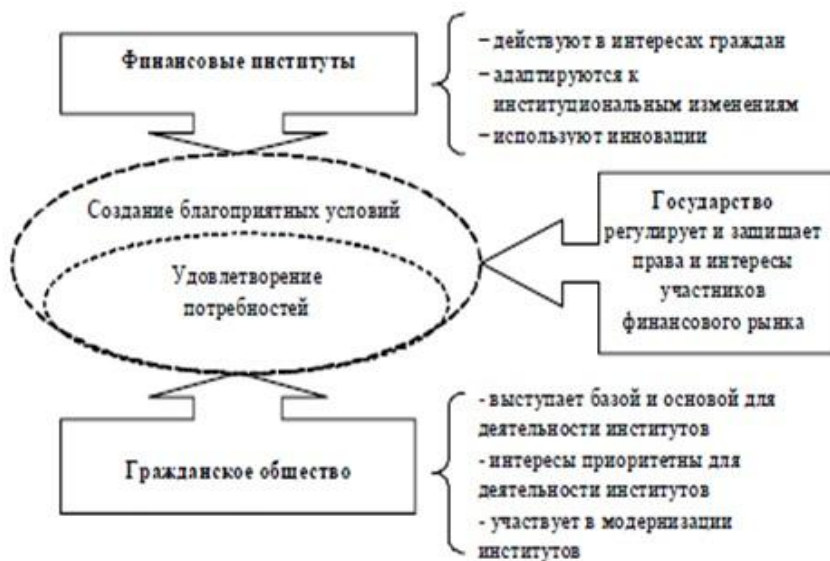 Финансовые институты
– действуют в интересах граждан
– адаптируются к
институциональным изменениям
– используют инновации
Создание благоприятных условий
Удовлетворение
потребностей
Государство
регулирует и защищает
права и интересы
участников
финансового рынка
Гражданское общество
- выступает базой и основой для
деятельности институтов
- интересы приоритетны для
деятельности институтов
- участвует в модернизации
институтов